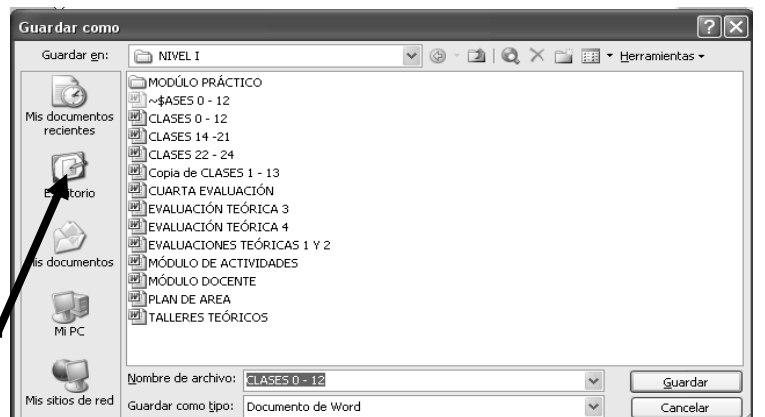 Guardar como
Guardar en:
NIVEL I
Herramientas
Mis documentos
recientes
Mis documentos
Mi PC
Mis sitios de red
MODÚLO PRÁCTICO
~$ASES 0 - 12
CLASES 0 - 12
CLASES 14 -21
CLASES 22 - 24
Copia de CLASES 1 - 13
CUARTA EVALUACIÓN
EVALUACIÓN TEÓRICA 3
EVALUACIÓN TEÓRICA 4
EVALUACIONES TEÓRICAS 1 Y 2
MÓDULO DE ACTIVIDADES
MÓDULO DOCENTE
PLAN DE AREA
TALLERES TEÓRICOS
Nombre de archivo:
CLASES 0 - 12
Guardar
Guardar como tipo:
Documento de Word
Cancelar